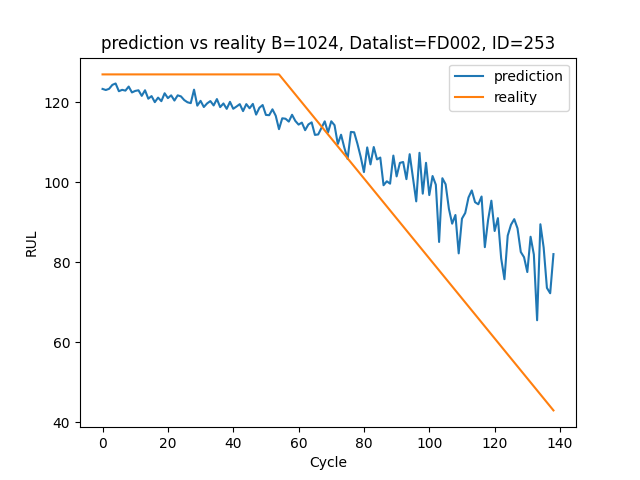 prediction vs reality B=1024, Datalist=FD002, ID=253
prediction
reality
RUL
120
100
80
60
40
0 20 40 60 80 100 120 140
Cycle